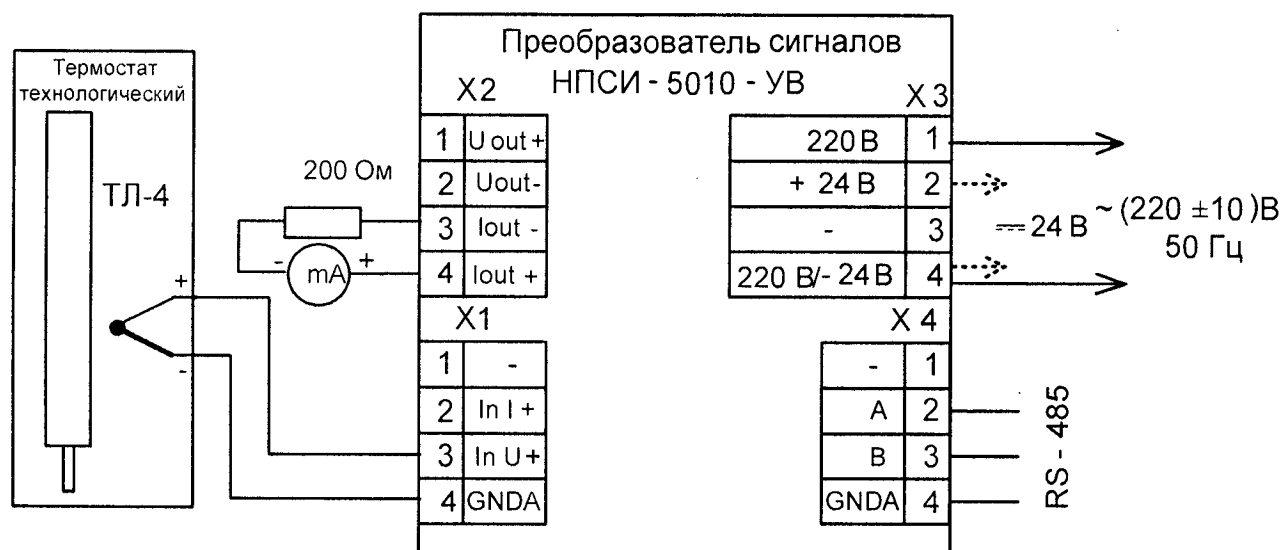 Преобразователь сигналов
НПСИ - 5010 - УВ
Термостат
технологический
ТЛ-4
+
-
200 Ом
-
mA
+
X2
1 U out+
2 Uout-
3 Iout -
4 Iout +
X1
1 -
2 In I +
3 In U +
4 GNDA
X 3
220 В 1
+ 24 В 2
- 3
220 В/- 24 В 4
⎓ 24 В
~ (220 ±10 )В
50 Гц
X 4
- 1
A 2
B 3
GNDA 4
RS - 485